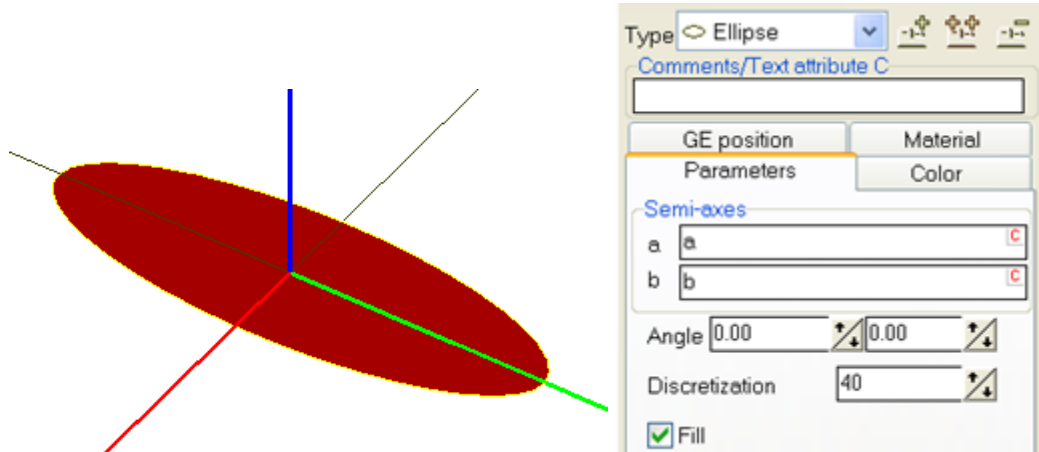 Type Ellipse
Comments/Text attribute C
GE position Material
Parameters Color
Semi-axes
a a C
b b C
Angle 0.00 0.00
Discretization 40
Fill